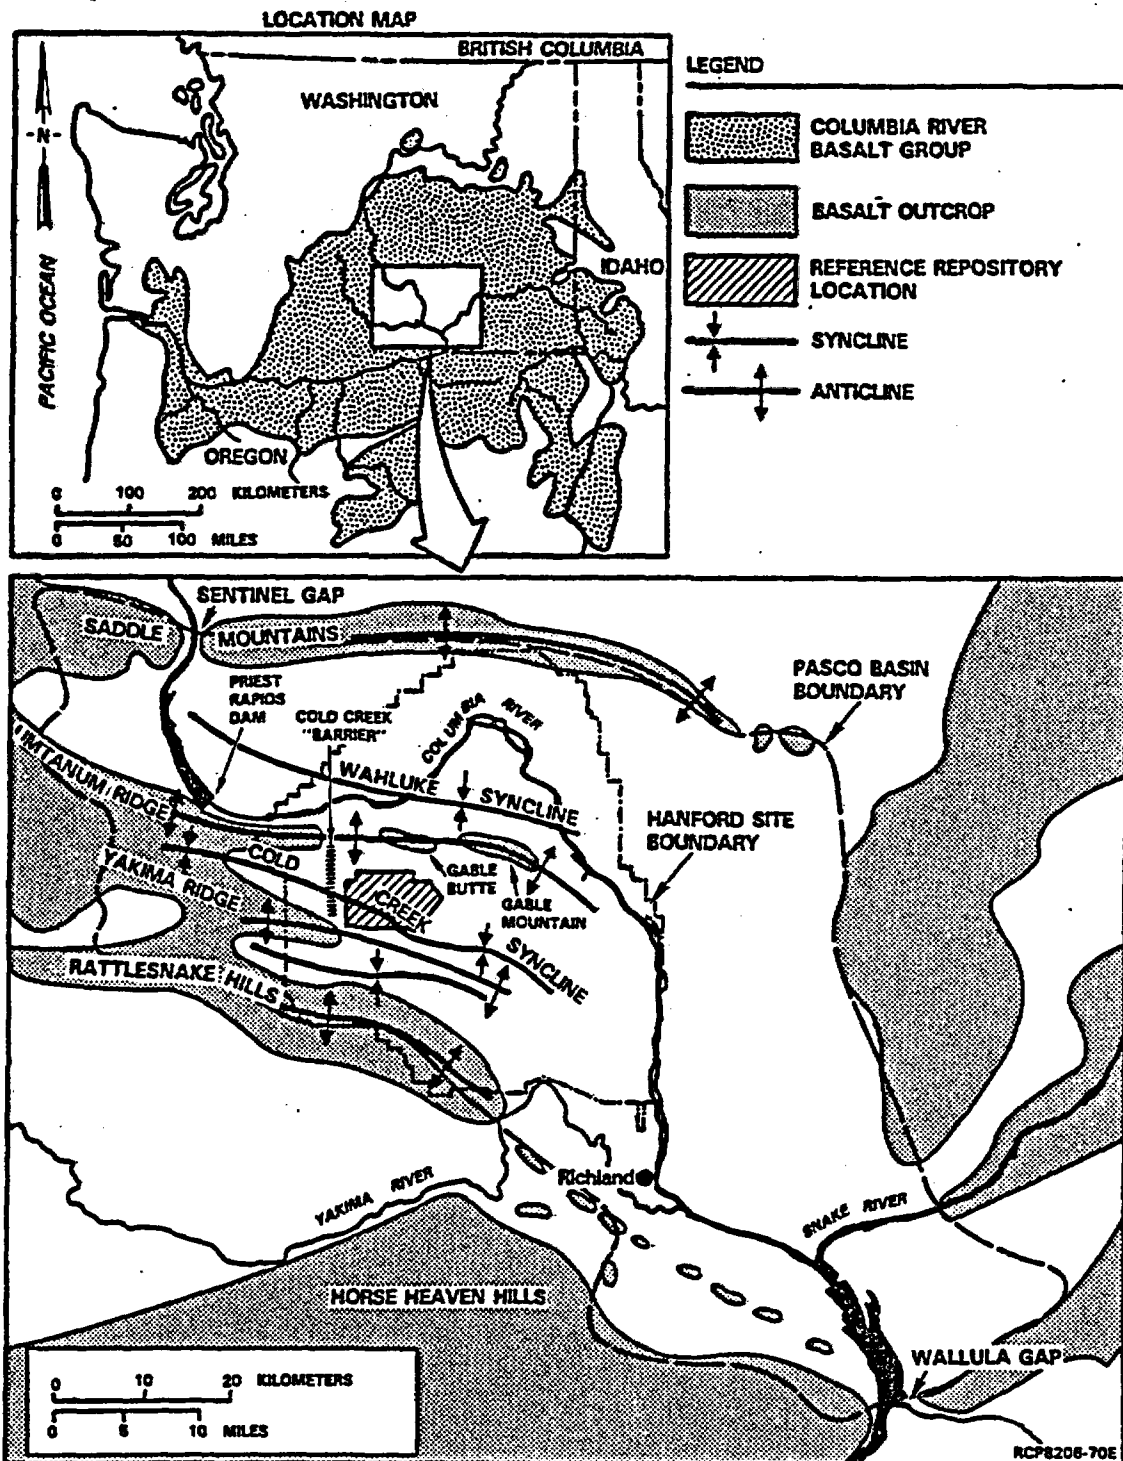 LOCATION MAP
BRITISH COLUMBIA
WASHINGTON
-N-
PACIFIC OCEAN
IDAHO
OREGON
0 100 200 KILOMETERS
0 50 100 MILES
LEGEND
COLUMBIA RIVER
BASALT GROUP
BASALT OUTCROP
REFERENCE REPOSITORY
LOCATION
SYNCLINE
ANTICLINE
SENTINEL GAP
SADDLE MOUNTAINS
PRIEST
RAPIDS
DAM
COLD CREEK
"BARRIER"
COLUMBIA RIVER
PASCO BASIN
BOUNDARY
WAHLUKE SYNCLINE
UMTANUM RIDGE
HANFORD SITE
BOUNDARY
COLD CREEK SYNCLINE
GABLE
BUTTE
GABLE
MOUNTAIN
YAKIMA RIDGE
RATTLESNAKE HILLS
Richland
YAKIMA RIVER
SNAKE RIVER
HORSE HEAVEN HILLS
WALLULA GAP
0 10 20 KILOMETERS
0 5 10 MILES
RCP8206-70E